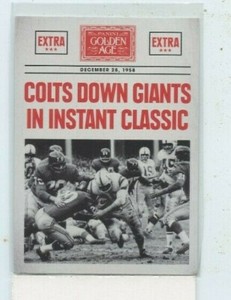 EXTRA
PANINI
GOLDEN
AGE
EXTRA
DECEMBER 28, 1958
COLTS DOWN GIANTS
IN INSTANT CLASSIC